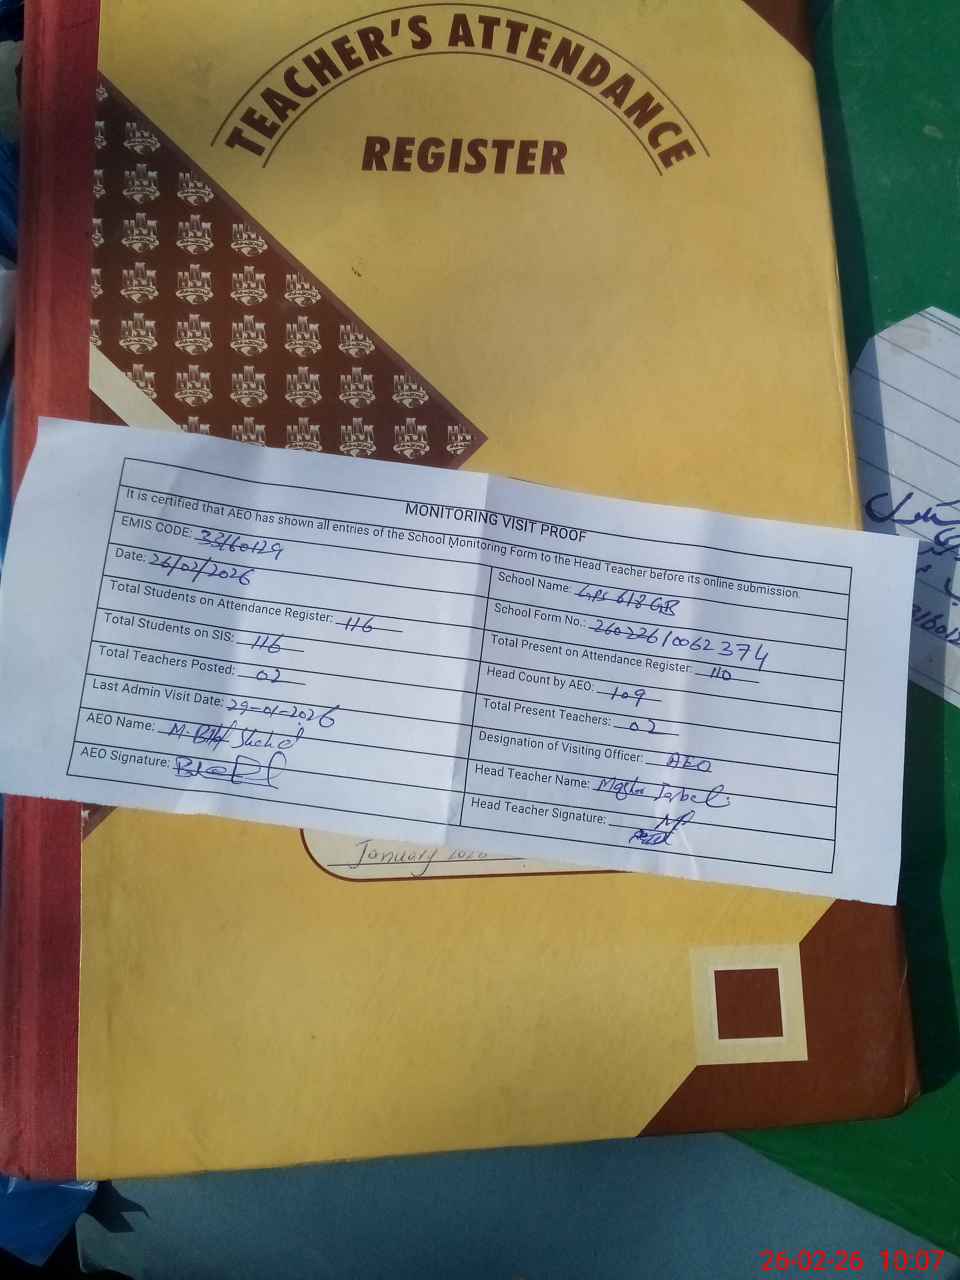 TEACHER'S ATTENDANCE
REGISTER
MONITORING VISIT PROOF
It is certified that AEO has shown all entries of the School Monitoring Form to the Head Teacher before its online submission.
EMIS CODE: 33160129
School Name: GPS 618 GB
Date: 26/02/2026
School Form No.: 26022610062374
Total Students on Attendance Register: 116
Total Present on Attendance Register: 110
Total Students on SIS: 116
Head Count by AEO: 109
Total Teachers Posted: 02
Total Present Teachers: 02
Last Admin Visit Date: 29-01-2026
Designation of Visiting Officer: AEO
AEO Name: M.
Head Teacher Name: Iqbal
AEO Signature:
Head Teacher Signature:
January
26-02-26 10:07